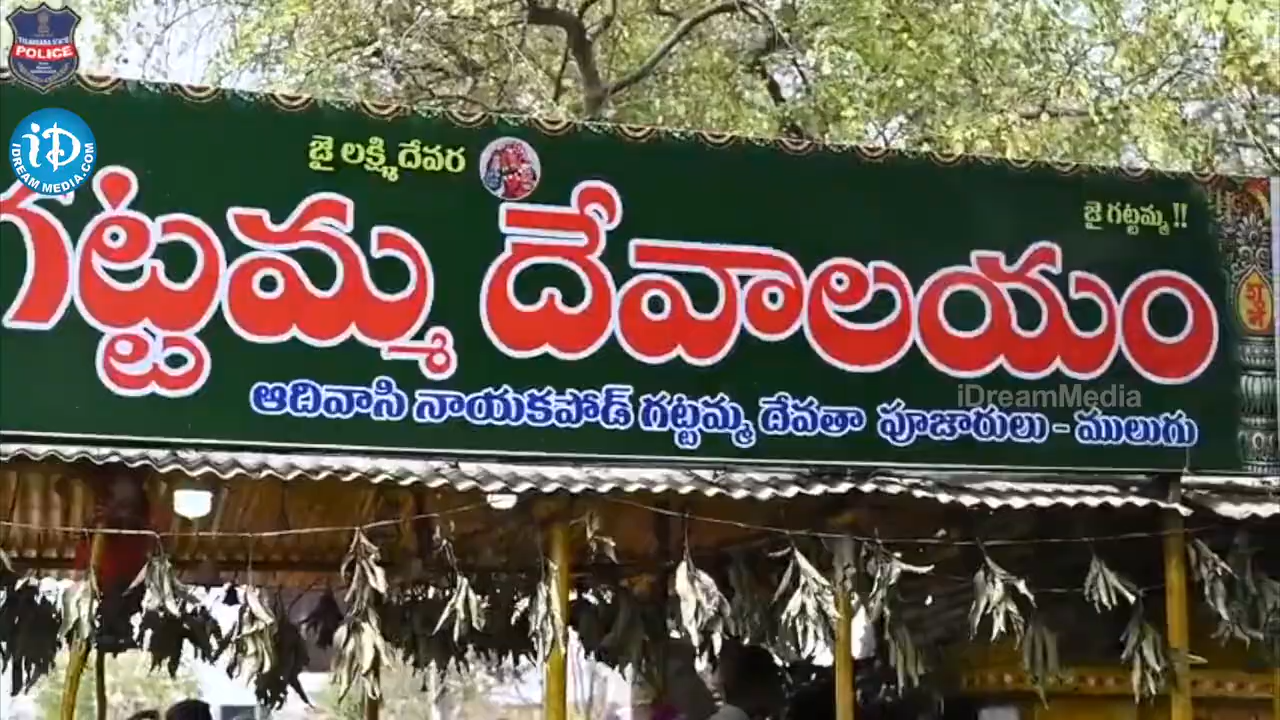 POLICE
iD
IDREAM MEDIA.COM
జై లక్ష్మిదేవర
జై గట్టమ్మ !!
గట్టమ్మ దేవాలయం
iDreamMedia
ఆదివాసి నాయకపోడ్ గట్టమ్మ దేవతా పూజారులు - ములుగు